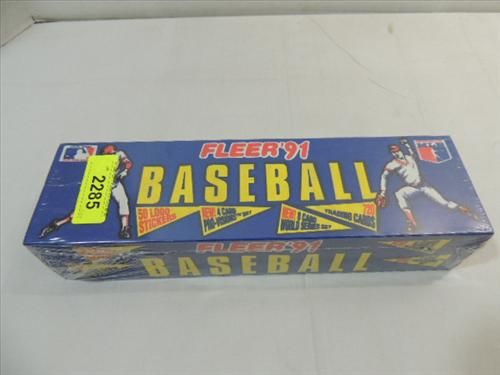 FLEER '91
BASEBALL
2285
50 LOGO
STICKERS
NEW! 4 CARD
PRO-VISIONS™ SET
NEW! 8 CARD
WORLD SERIES SET
720
TRADING CARDS
FLEER '91
BASEBALL